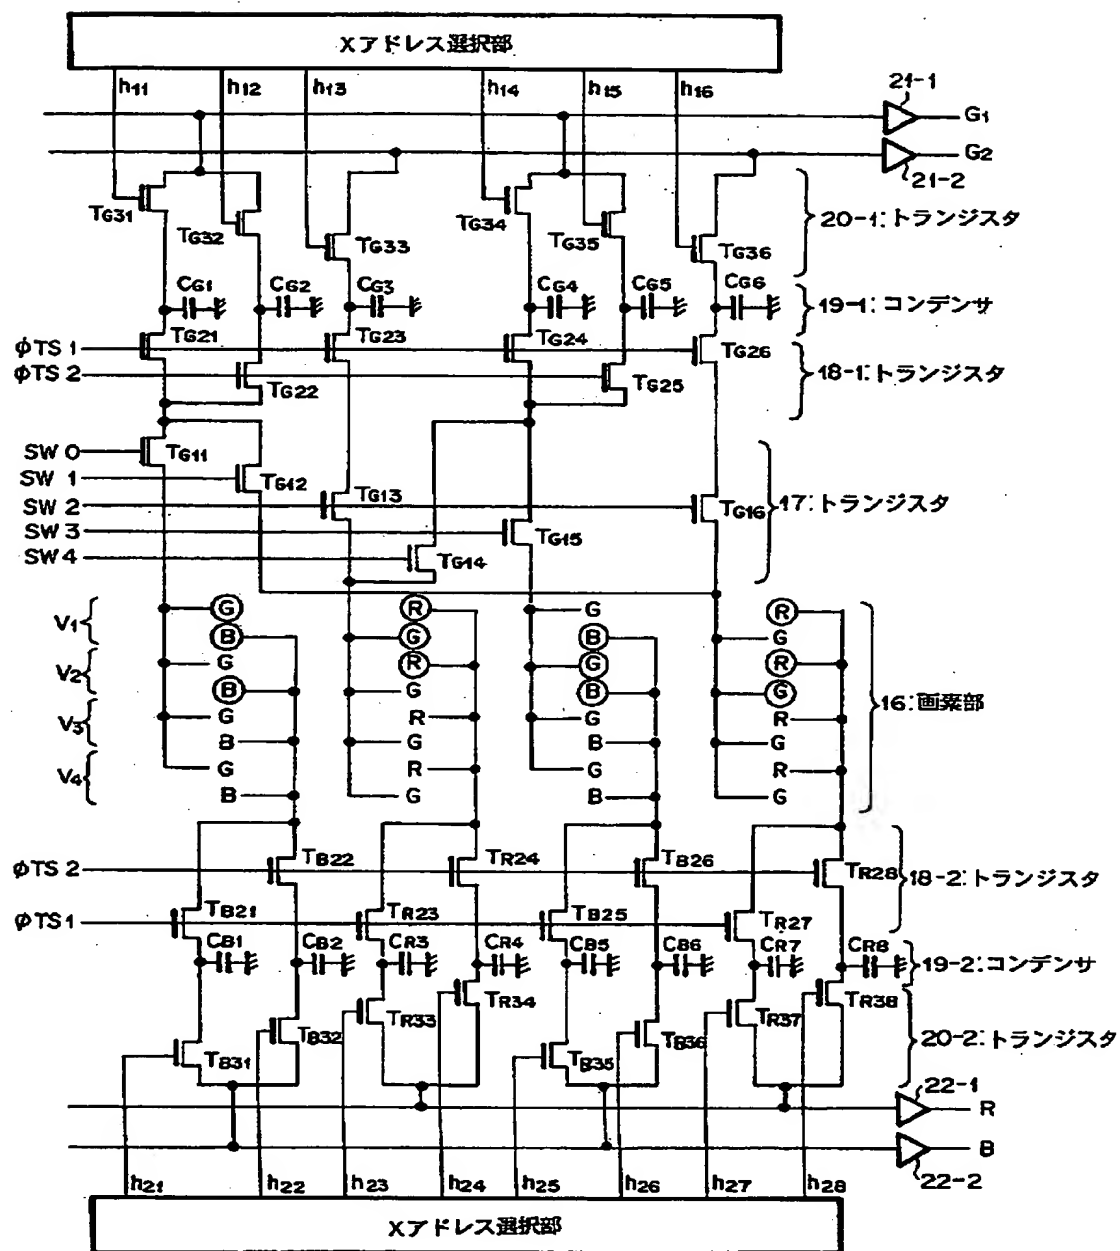 Xアドレス選択部
h11 h12 h13 h14 h15 h16
21-1
G1
G2
21-2
TG31 TG32 TG33 TG34 TG35 TG36
20-1:トランジスタ
CG1 CG2 CG3 CG4 CG5 CG6
19-1:コンデンサ
φTS1 TG21 TG23 TG24 TG26
φTS2 TG22 TG25
18-1:トランジスタ
SW 0 TG11
SW 1 TG12
SW 2 TG13 TG16
17:トランジスタ
SW 3 TG15
SW 4 TG14
V1 G R G R
B G B G
V2 G R G R
B G B G
V3 G R G R
16:画素部
B G B G
V4 G R G R
B G B G
φTS2 TB22 TR24 TB26 TR28
18-2:トランジスタ
φTS1 TB21 TR23 TB25 TR27
CB1 CB2 CR3 CR4 CB5 CB6 CR7 CR8
19-2:コンデンサ
TB31 TB32 TR33 TR34 TB35 TB36 TR37 TR38
20-2:トランジスタ
22-1
R
B
22-2
h21 h22 h23 h24 h25 h26 h27 h28
Xアドレス選択部